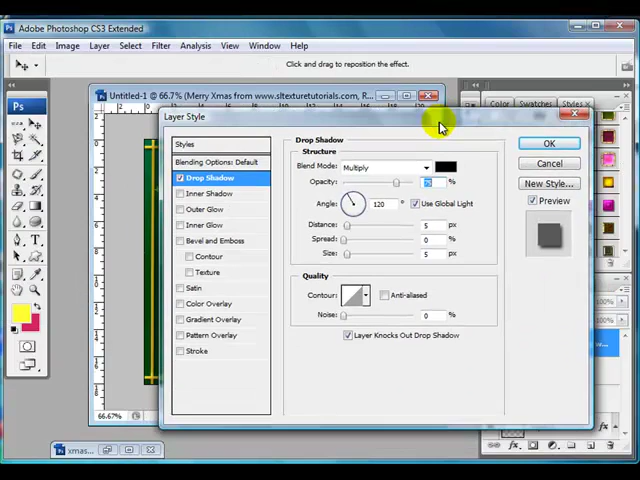 Adobe Photoshop CS3 Extended
File Edit Image Layer Select Filter Analysis View Window Help
Click and drag to reposition the effect.
Ps
Untitled-1 @ 66.7% (Merry Xmas from www.sltexturetutorials.com, R...
Color Swatches Styles
Layer Style
Styles
Blending Options: Default
Drop Shadow
Inner Shadow
Outer Glow
Inner Glow
Bevel and Emboss
Contour
Texture
Satin
Color Overlay
Gradient Overlay
Pattern Overlay
Stroke
Drop Shadow
Structure
Blend Mode: Multiply
Opacity: 75 %
Angle: 120 ° Use Global Light
Distance: 5 px
Spread: 0 %
Size: 5 px
Quality
Contour: Anti-aliased
Noise: 0 %
Layer Knocks Out Drop Shadow
OK
Cancel
New Style...
Preview
66.67%
xmas...